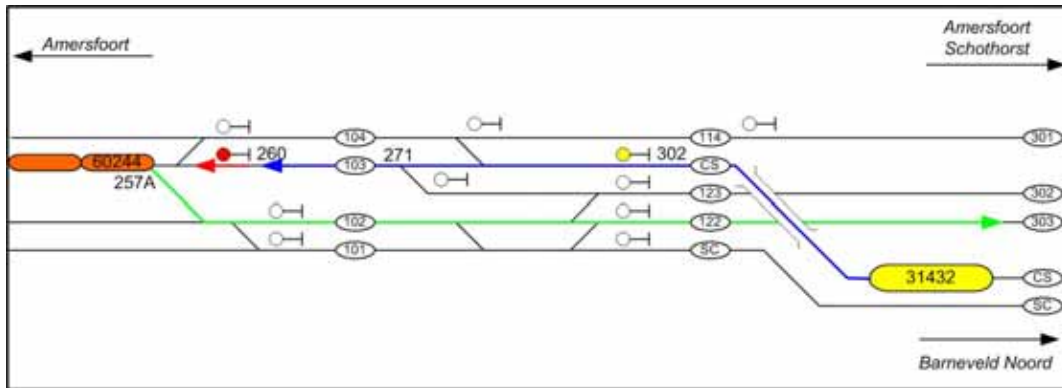 Amersfoort
Amersfoort
Schothorst
104
114
301
60244
260
103
271
302
CS
257A
123
302
102
122
303
101
SC
31432
CS
SC
Barneveld Noord